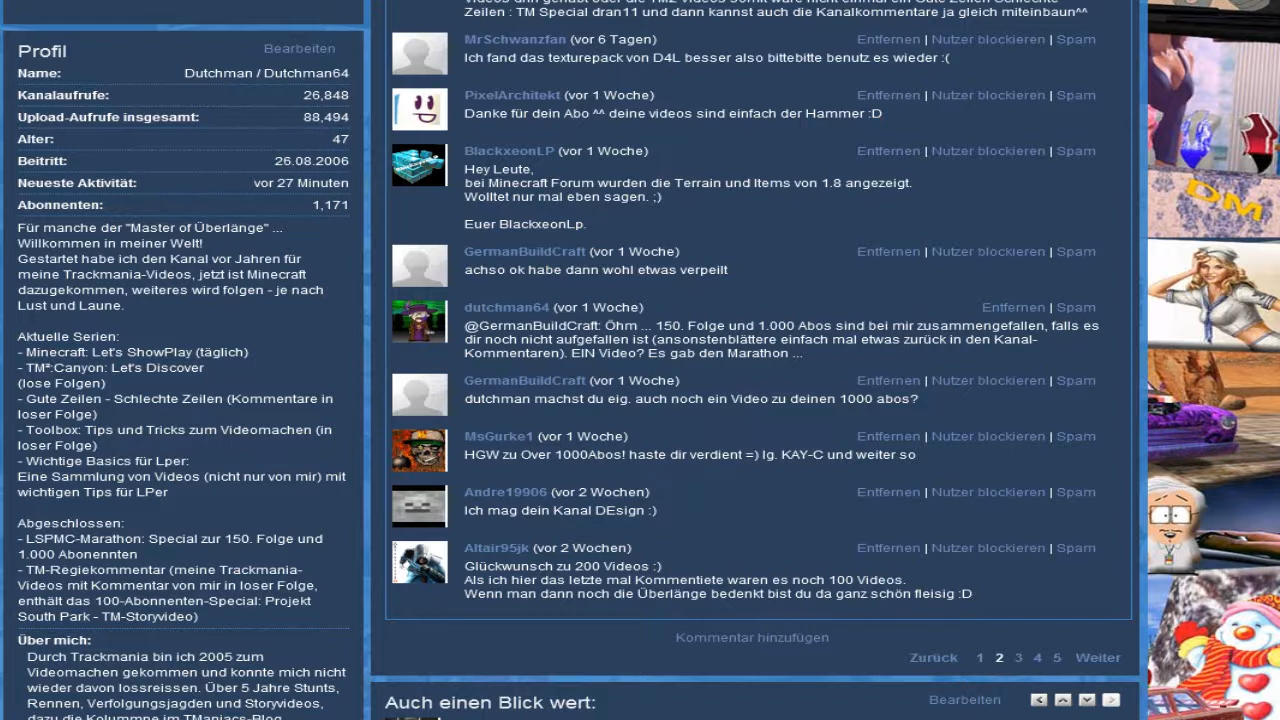 Profil
Bearbeiten
Name: Dutchman / Dutchman64
Kanalaufrufe: 26,848
Upload-Aufrufe insgesamt: 88,494
Alter: 47
Beitritt: 26.08.2006
Neueste Aktivität: vor 27 Minuten
Abonnenten: 1,171
Für manche der "Master of Überlänge" ...
Willkommen in meiner Welt!
Gestartet habe ich den Kanal vor Jahren für
meine Trackmania-Videos, jetzt ist Minecraft
dazugekommen, weiteres wird folgen - je nach
Lust und Laune.
Aktuelle Serien:
- Minecraft: Let's ShowPlay (täglich)
- TM²:Canyon: Let's Discover
(lose Folgen)
- Gute Zeilen - Schlechte Zeilen (Kommentare in
loser Folge)
- Toolbox: Tips und Tricks zum Videomachen (in
loser Folge)
- Wichtige Basics für Lper:
Eine Sammlung von Videos (nicht nur von mir) mit
wichtigen Tips für LPer
Abgeschlossen:
- LSPMC-Marathon: Special zur 150. Folge und
1.000 Abonennten
- TM-Regiekommentar (meine Trackmania-
Videos mit Kommentar von mir in loser Folge,
enthält das 100-Abonnenten-Special: Projekt
South Park - TM-Storyvideo)
Über mich:
Durch Trackmania bin ich 2005 zum
Videomachen gekommen und konnte mich nicht
wieder davon lossreissen. Über 5 Jahre Stunts,
Rennen, Verfolgungsjagden und Storyvideos,
dazu die Kolummne im TManiacs-Blog
Zeilen : TM Special dran11 und dann kannst auch die Kanalkommentare ja gleich miteinbaun^^
MrSchwanzfan (vor 6 Tagen) Entfernen | Nutzer blockieren | Spam
Ich fand das texturepack von D4L besser also bittebitte benutz es wieder :(
PixelArchitekt (vor 1 Woche) Entfernen | Nutzer blockieren | Spam
Danke für dein Abo ^^ deine videos sind einfach der Hammer :D
BlackxeonLP (vor 1 Woche) Entfernen | Nutzer blockieren | Spam
Hey Leute,
bei Minecraft Forum wurden die Terrain und Items von 1.8 angezeigt.
Wolltet nur mal eben sagen. ;)
Euer BlackxeonLp.
GermanBuildCraft (vor 1 Woche) Entfernen | Nutzer blockieren | Spam
achso ok habe dann wohl etwas verpeilt
dutchman64 (vor 1 Woche) Entfernen | Spam
@GermanBuildCraft: Öhm ... 150. Folge und 1.000 Abos sind bei mir zusammengefallen, falls es
dir noch nicht aufgefallen ist (ansonstenblättere einfach mal etwas zurück in den Kanal-
Kommentaren). EIN Video? Es gab den Marathon ...
GermanBuildCraft (vor 1 Woche) Entfernen | Nutzer blockieren | Spam
dutchman machst du eig. auch noch ein Video zu deinen 1000 abos?
MsGurke1 (vor 1 Woche) Entfernen | Nutzer blockieren | Spam
HGW zu Over 1000Abos! haste dir verdient =) lg. KAY-C und weiter so
Andre19906 (vor 2 Wochen) Entfernen | Nutzer blockieren | Spam
Ich mag dein Kanal DEsign :)
Altair95jk (vor 2 Wochen) Entfernen | Nutzer blockieren | Spam
Glückwunsch zu 200 Videos :)
Als ich hier das letzte mal Kommentiete waren es noch 100 Videos.
Wenn man dann noch die Überlänge bedenkt bist du da ganz schön fleisig :D
Kommentar hinzufügen
Zurück 1 2 3 4 5 Weiter
Auch einen Blick wert:
Bearbeiten
DM